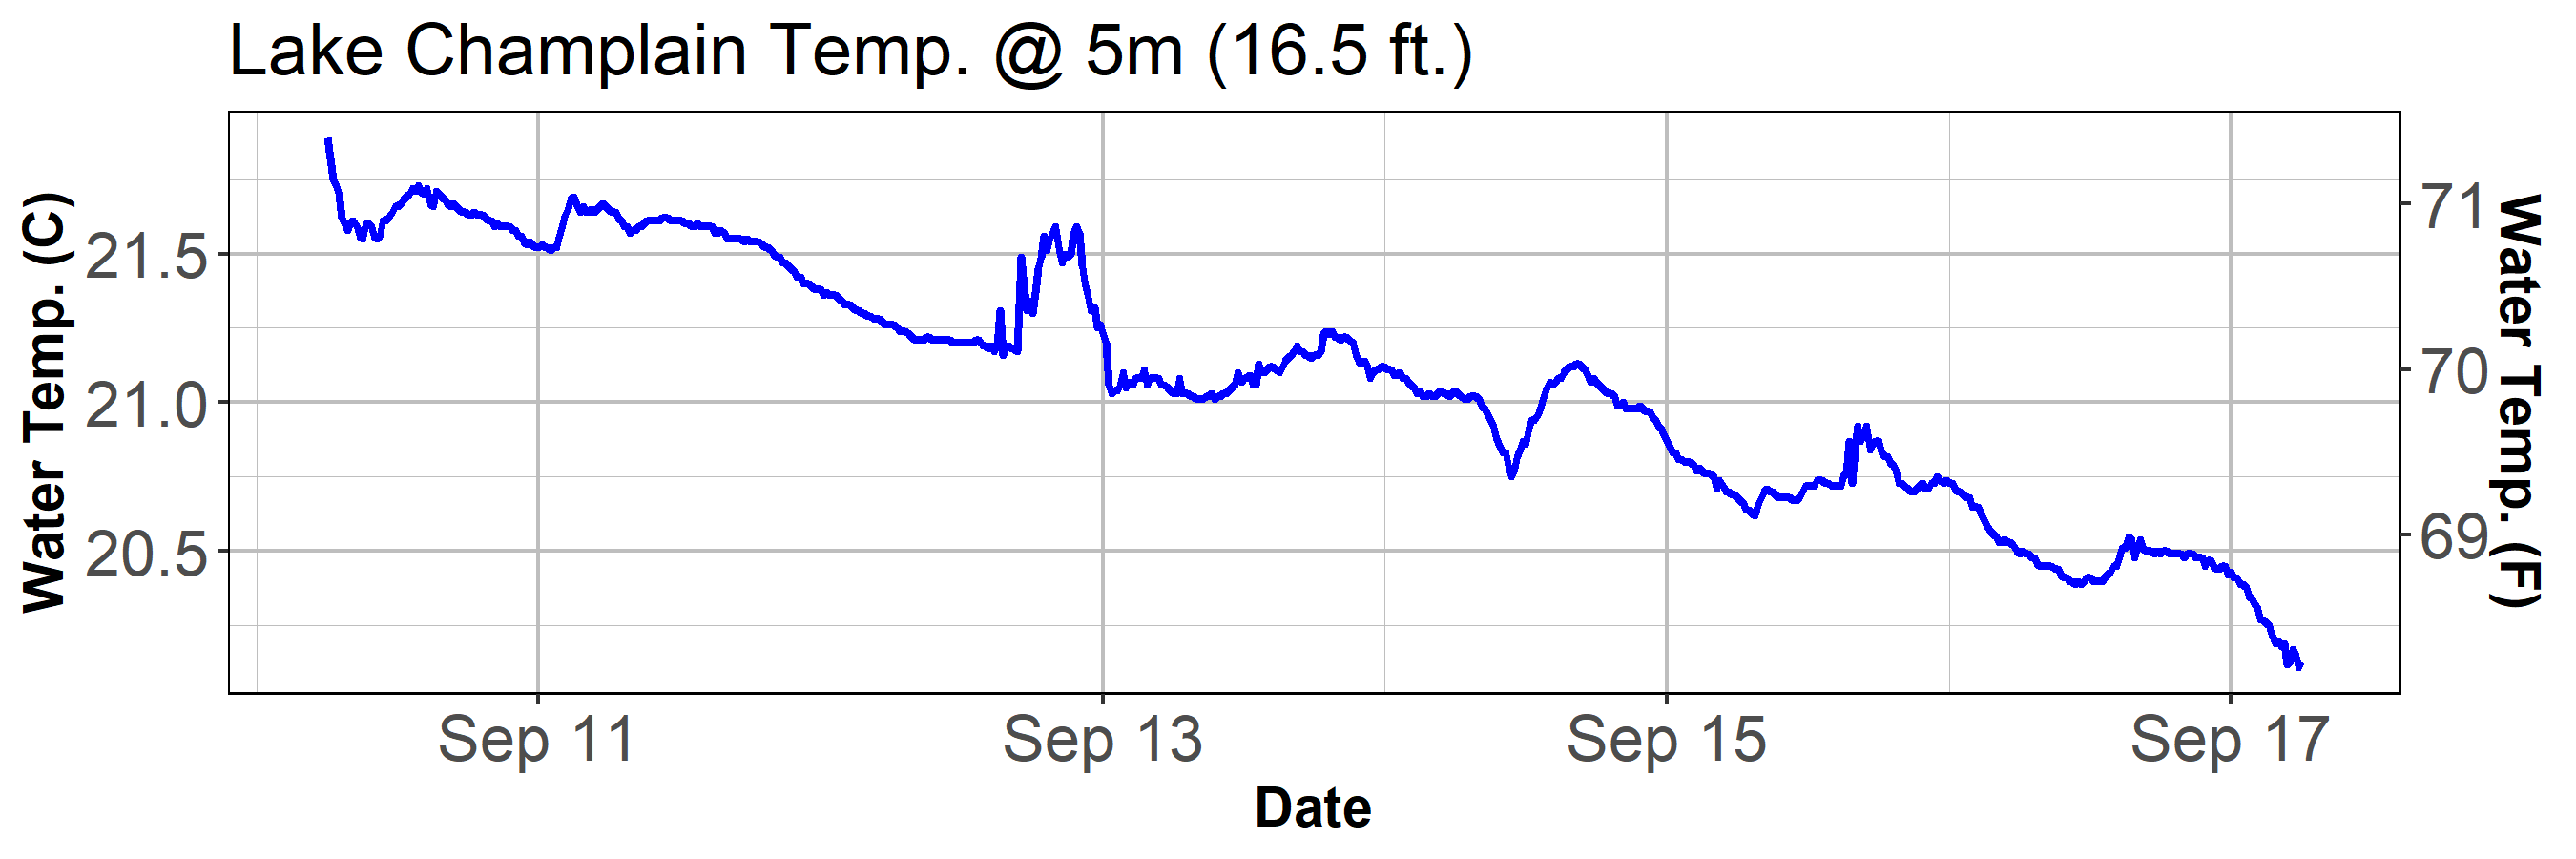 Lake Champlain Temp. @ 5m (16.5 ft.)
Water Temp. (C)
21.5
21.0
20.5
71
70
69
Water Temp. (F)
Sep 11
Sep 13
Sep 15
Sep 17
Date